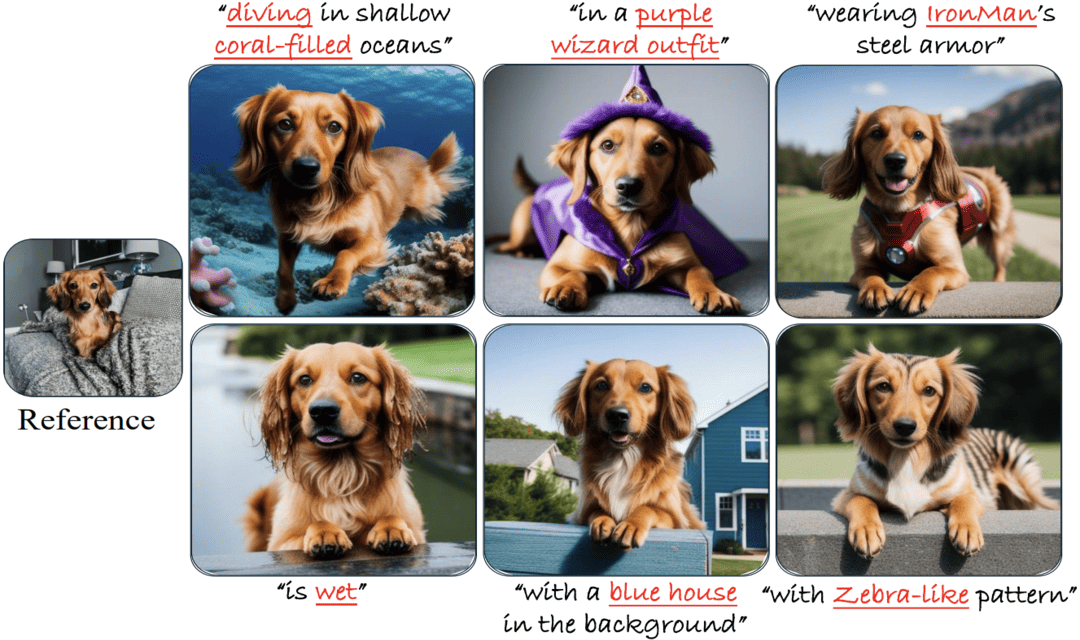 “diving in shallow
coral-filled oceans”
“in a purple
wizard outfit”
“wearing IronMan’s
steel armor”
Reference
“is wet”
“with a blue house
in the background”
“with Zebra-like pattern”